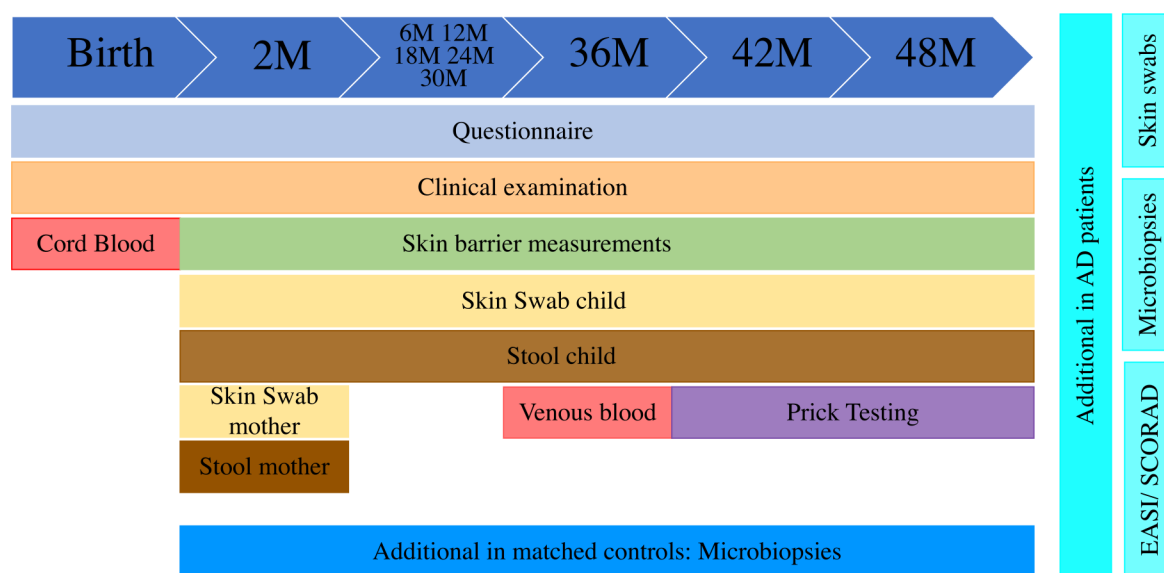 Birth
2M
6M 12M
18M 24M
30M
36M
42M
48M
Questionnaire
Clinical examination
Cord Blood
Skin barrier measurements
Skin Swab child
Stool child
Skin Swab
mother
Venous blood
Prick Testing
Stool mother
Additional in matched controls: Microbiopsies
Additional in AD patients
Skin swabs
Microbiopsies
EASI/ SCORAD